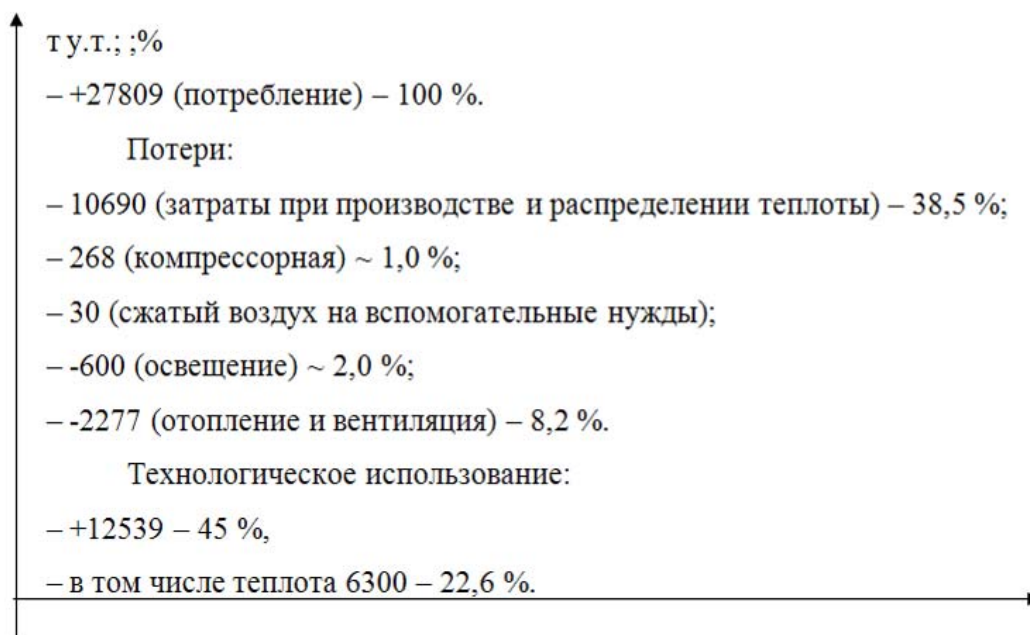 т у.т.; ;%
– +27809 (потребление) – 100 %.
Потери:
– 10690 (затраты при производстве и распределении теплоты) – 38,5 %;
– 268 (компрессорная) ~ 1,0 %;
– 30 (сжатый воздух на вспомогательные нужды);
– -600 (освещение) ~ 2,0 %;
– -2277 (отопление и вентиляция) – 8,2 %.
Технологическое использование:
– +12539 – 45 %,
– в том числе теплота 6300 – 22,6 %.